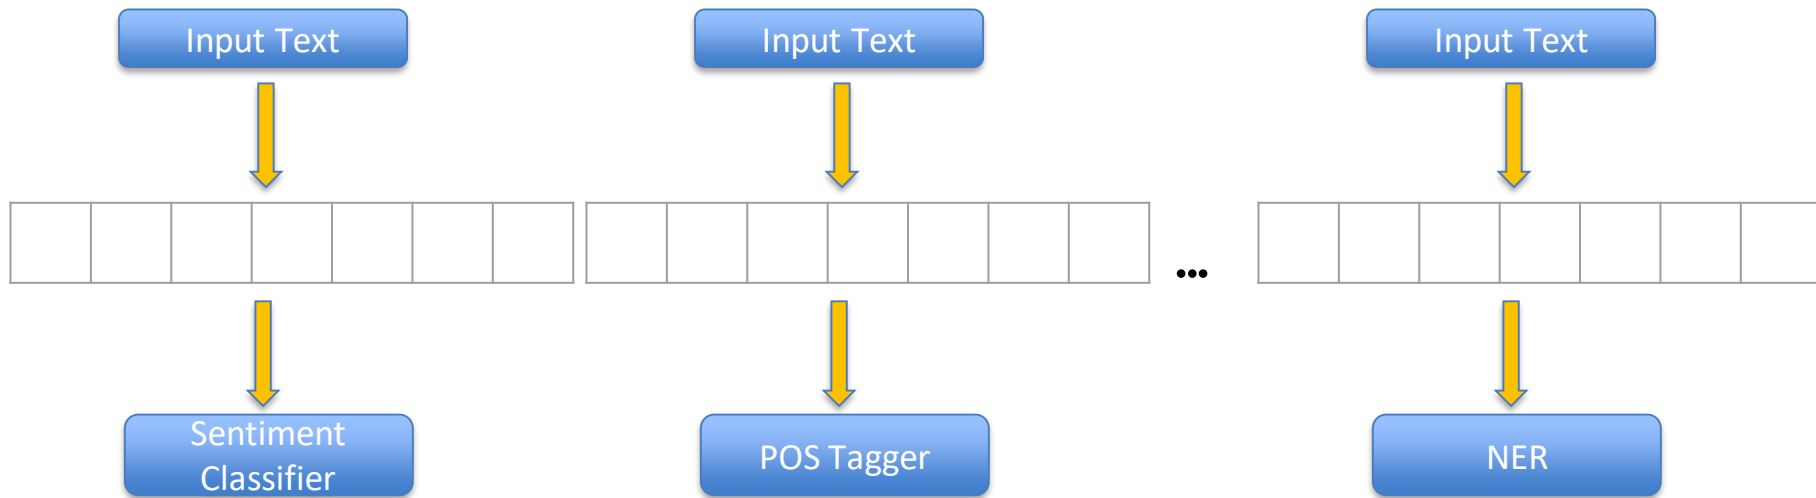 Input Text
Input Text
Input Text
...
Sentiment
Classifier
POS Tagger
NER